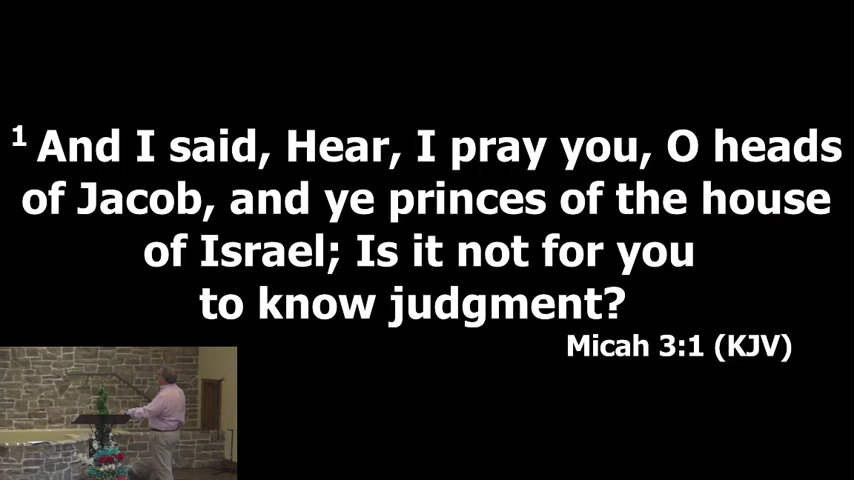 1 And I said, Hear, I pray you, O heads
of Jacob, and ye princes of the house
of Israel; Is it not for you
to know judgment?
Micah 3:1 (KJV)